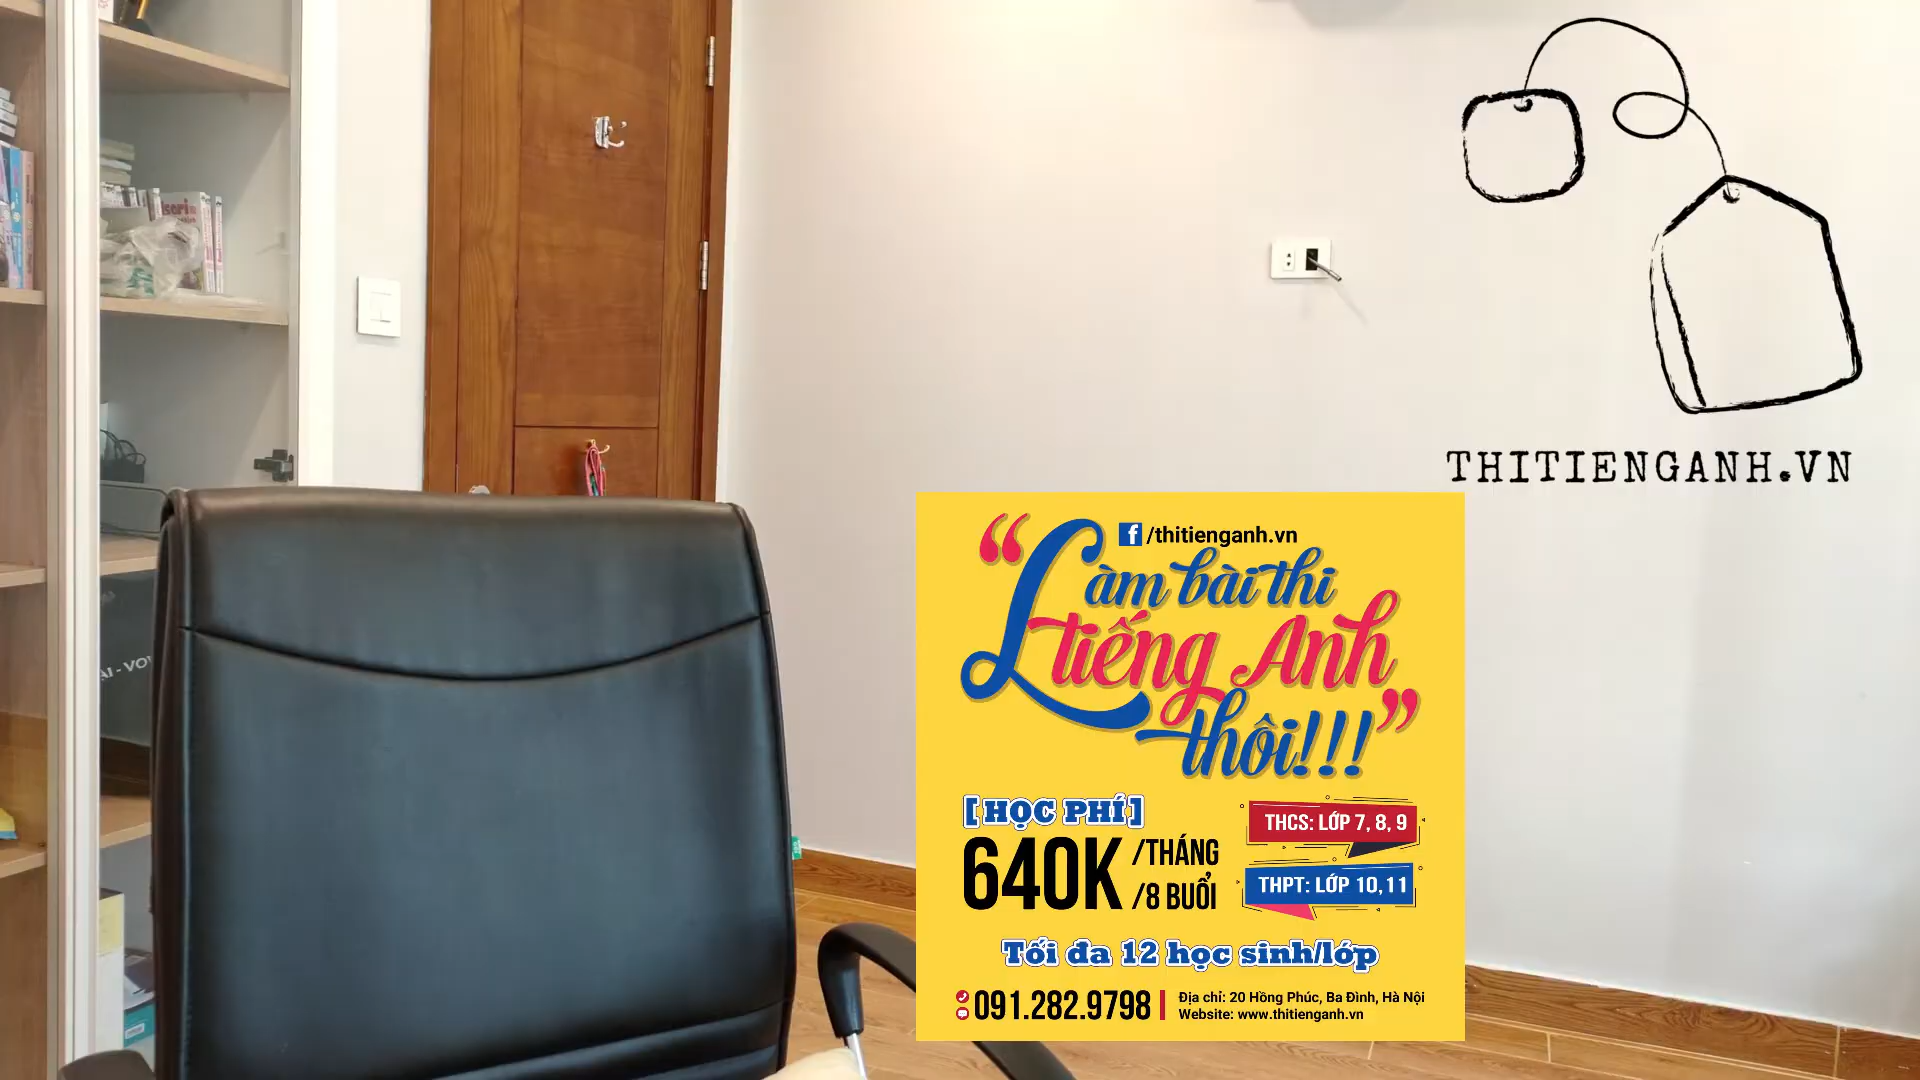 THITIENGANH.VN
/thitienganh.vn
“Làm bài thi
tiếng Anh
thôi!!!”
[HỌC PHÍ]
640K /THÁNG
/8 BUỔI
THCS: LỚP 7, 8, 9
THPT: LỚP 10, 11
Tối đa 12 học sinh/lớp
091.282.9798
Địa chỉ: 20 Hồng Phúc, Ba Đình, Hà Nội
Website: www.thitienganh.vn